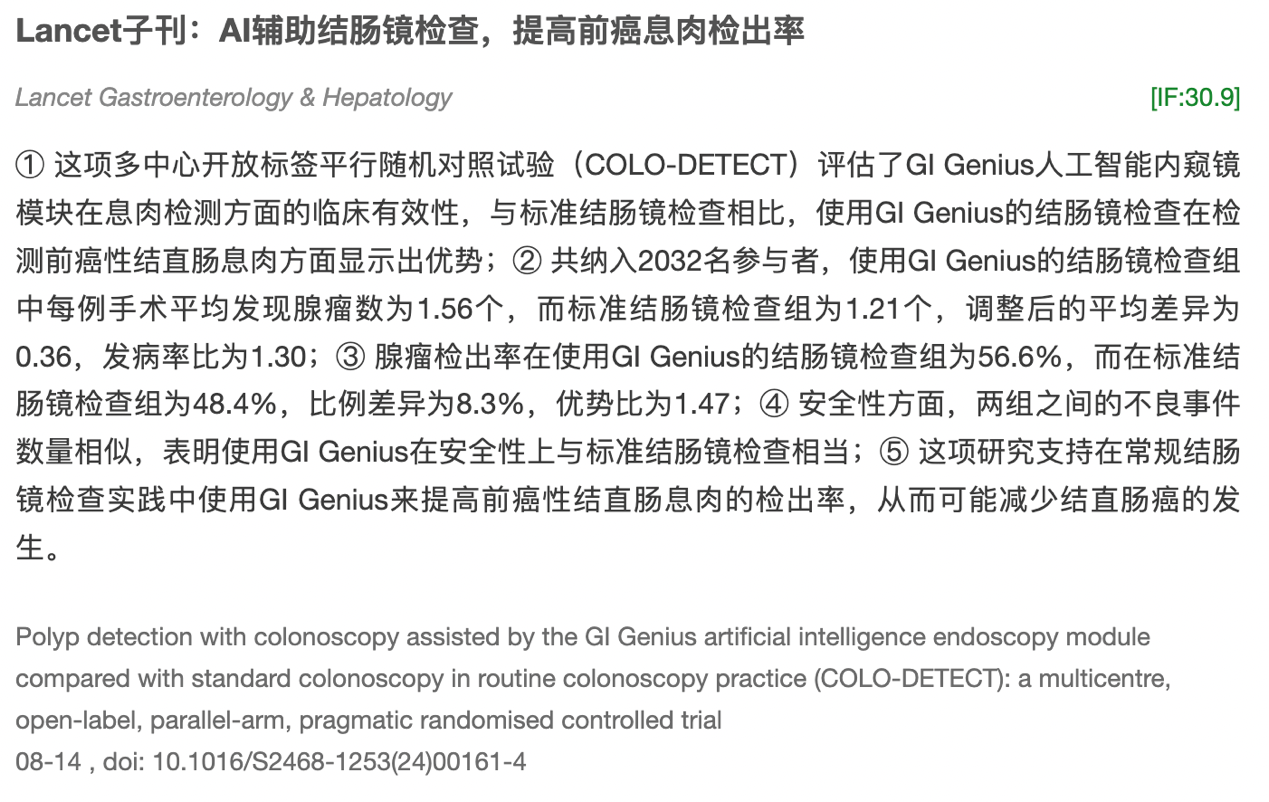 Lancet子刊：AI辅助结肠镜检查，提高前癌息肉检出率
Lancet Gastroenterology & Hepatology [IF:30.9]
① 这项多中心开放标签平行随机对照试验（COLO-DETECT）评估了GI Genius人工智能内窥镜
模块在息肉检测方面的临床有效性，与标准结肠镜检查相比，使用GI Genius的结肠镜检查在检
测前癌性结直肠息肉方面显示出优势；② 共纳入2032名参与者，使用GI Genius的结肠镜检查组
中每例手术平均发现腺瘤数为1.56个，而标准结肠镜检查组为1.21个，调整后的平均差异为
0.36，发病率比为1.30；③ 腺瘤检出率在使用GI Genius的结肠镜检查组为56.6%，而在标准结
肠镜检查组为48.4%，比例差异为8.3%，优势比为1.47；④ 安全性方面，两组之间的不良事件
数量相似，表明使用GI Genius在安全性上与标准结肠镜检查相当；⑤ 这项研究支持在常规结肠
镜检查实践中使用GI Genius来提高前癌性结直肠息肉的检出率，从而可能减少结直肠癌的发
生。
Polyp detection with colonoscopy assisted by the GI Genius artificial intelligence endoscopy module
compared with standard colonoscopy in routine colonoscopy practice (COLO-DETECT): a multicentre,
open-label, parallel-arm, pragmatic randomised controlled trial
08-14 , doi: 10.1016/S2468-1253(24)00161-4